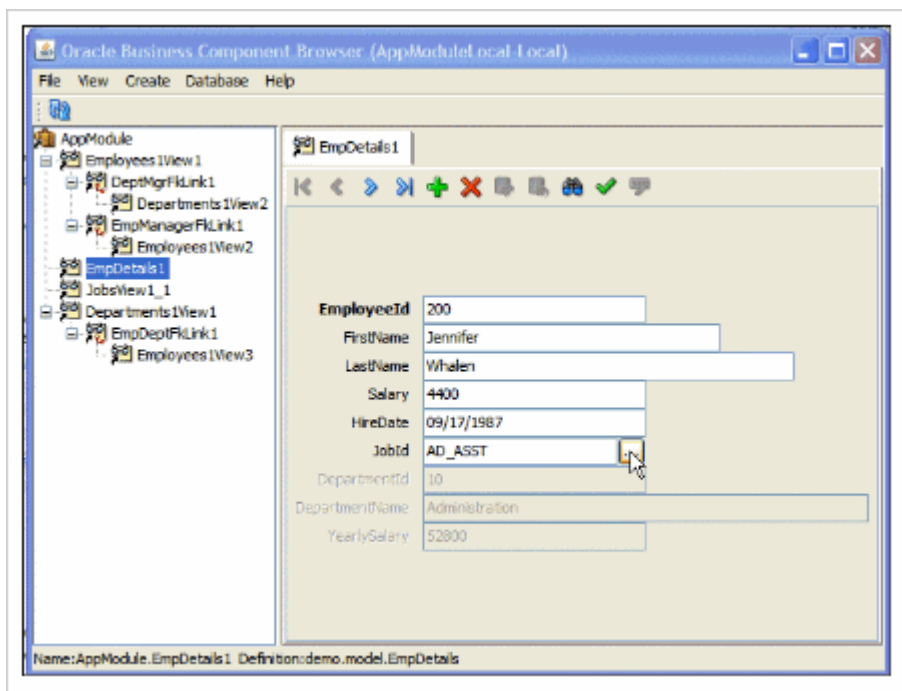 Oracle Business Component Browser (AppModuleLocal-Local)
File View Create Database Help
AppModule
Employees1View1
DeptMgrFkLink1
Departments1View2
EmpManagerFkLink1
Employees1View2
EmpDetails1
JobsView1_1
Departments1View1
EmpDeptFkLink1
Employees1View3
EmpDetails1
EmployeeId 200
FirstName Jennifer
LastName Whalen
Salary 4400
HireDate 09/17/1987
JobId AD_ASST ...
DepartmentId 10
DepartmentName Administration
YearlySalary 52800
Name:AppModule.EmpDetails1 Definition:demo.model.EmpDetails